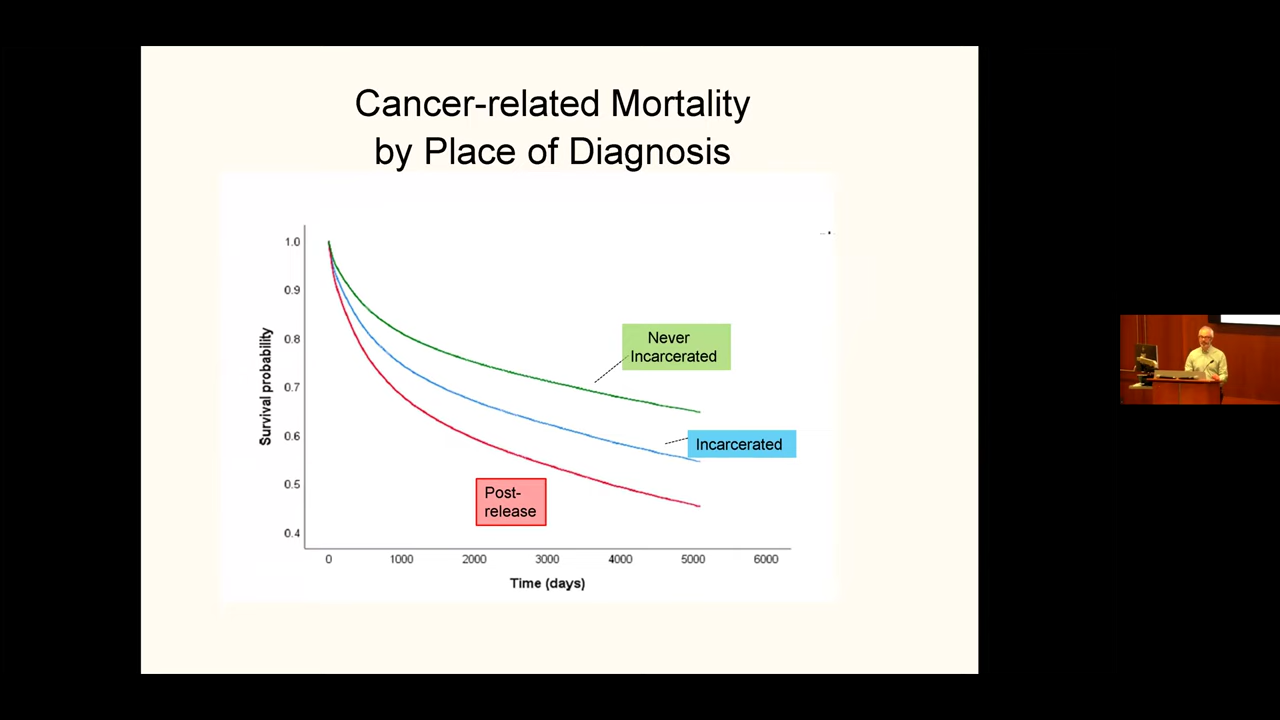 Cancer-related Mortality
by Place of Diagnosis
Survival probability
1.0
0.9
0.8
0.7
0.6
0.5
0.4
Never
Incarcerated
Incarcerated
Post-
release
0
1000
2000
3000
4000
5000
6000
Time (days)